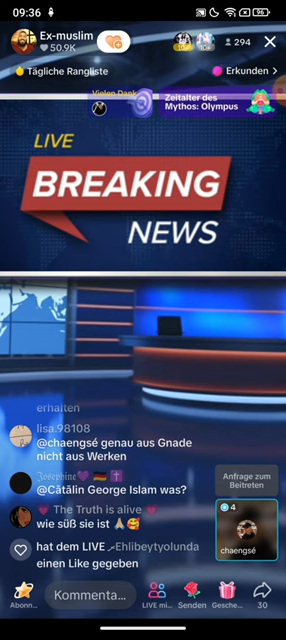 09:36
96
Ex-muslim
50.9K
294
Tägliche Rangliste
Erkunden >
Vielen Dank
Zeitalter des
Mythos: Olympus
LIVE
BREAKING
NEWS
erhalten
lisa.98108
@chaengsé genau aus Gnade
nicht aus Werken
Joséphine💜 🇩🇪 ✝️
@Cătălin George Islam was?
💗 The Truth is alive 💗
wie süß sie ist 🙏🏼🥰
hat dem LIVE
Ehlibeytyolunda
einen Like gegeben
Anfrage zum
Beitreten
4
chaengsé
Abonn...
Kommenta...
LIVE mi...
Senden
Gesche...
30